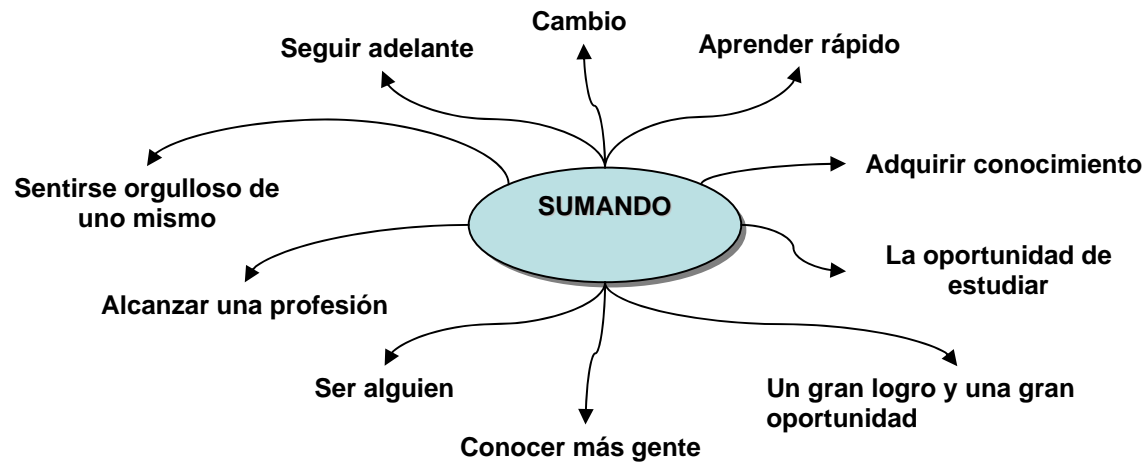 Cambio
Seguir adelante
Aprender rápido
Adquirir conocimiento
Sentirse orgulloso de
uno mismo
SUMANDO
La oportunidad de
estudiar
Alcanzar una profesión
Ser alguien
Un gran logro y una gran
oportunidad
Conocer más gente